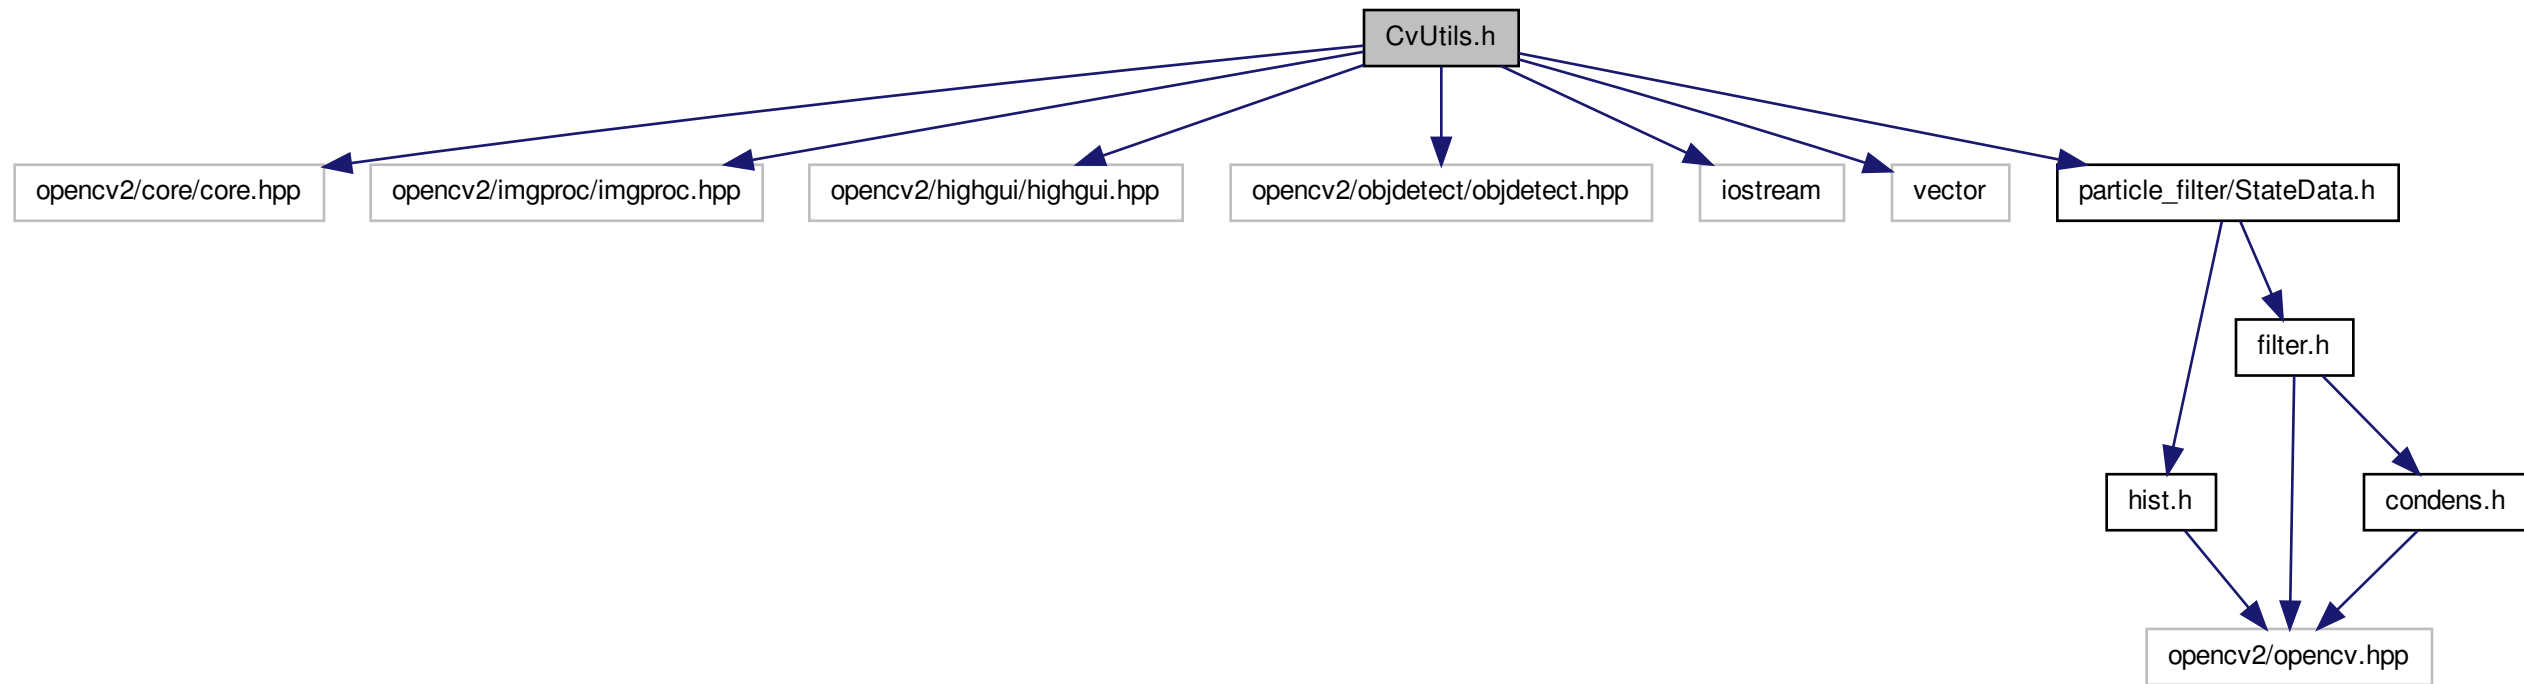 CvUtils.h
opencv2/core/core.hpp
opencv2/imgproc/imgproc.hpp
opencv2/highgui/highgui.hpp
opencv2/objdetect/objdetect.hpp
iostream
vector
particle_filter/StateData.h
filter.h
hist.h
condens.h
opencv2/opencv.hpp